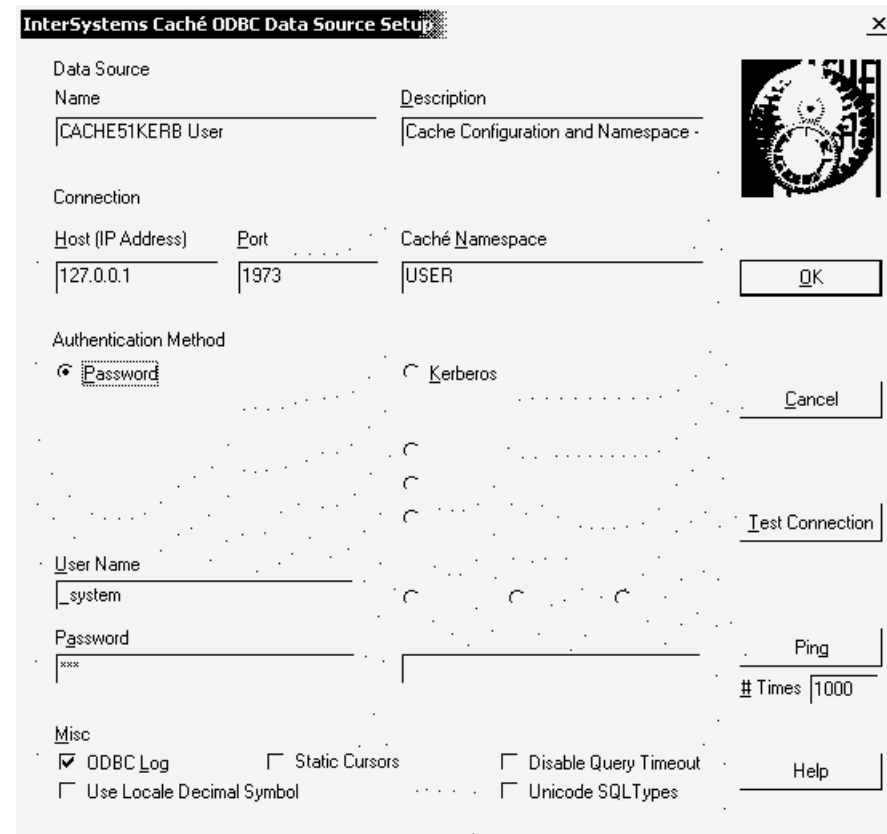 InterSystems Caché ODBC Data Source Setup
Data Source
Name Description
CACHE51KERB User Cache Configuration and Namespace -
Connection
Host (IP Address) Port Caché Namespace
127.0.0.1 1973 USER OK
Authentication Method
Password Kerberos
Cancel
Test Connection
User Name
_system
Password Ping
xxx
# Times 1000
Misc
ODBC Log Static Cursors Disable Query Timeout Help
Use Locale Decimal Symbol Unicode SQLTypes